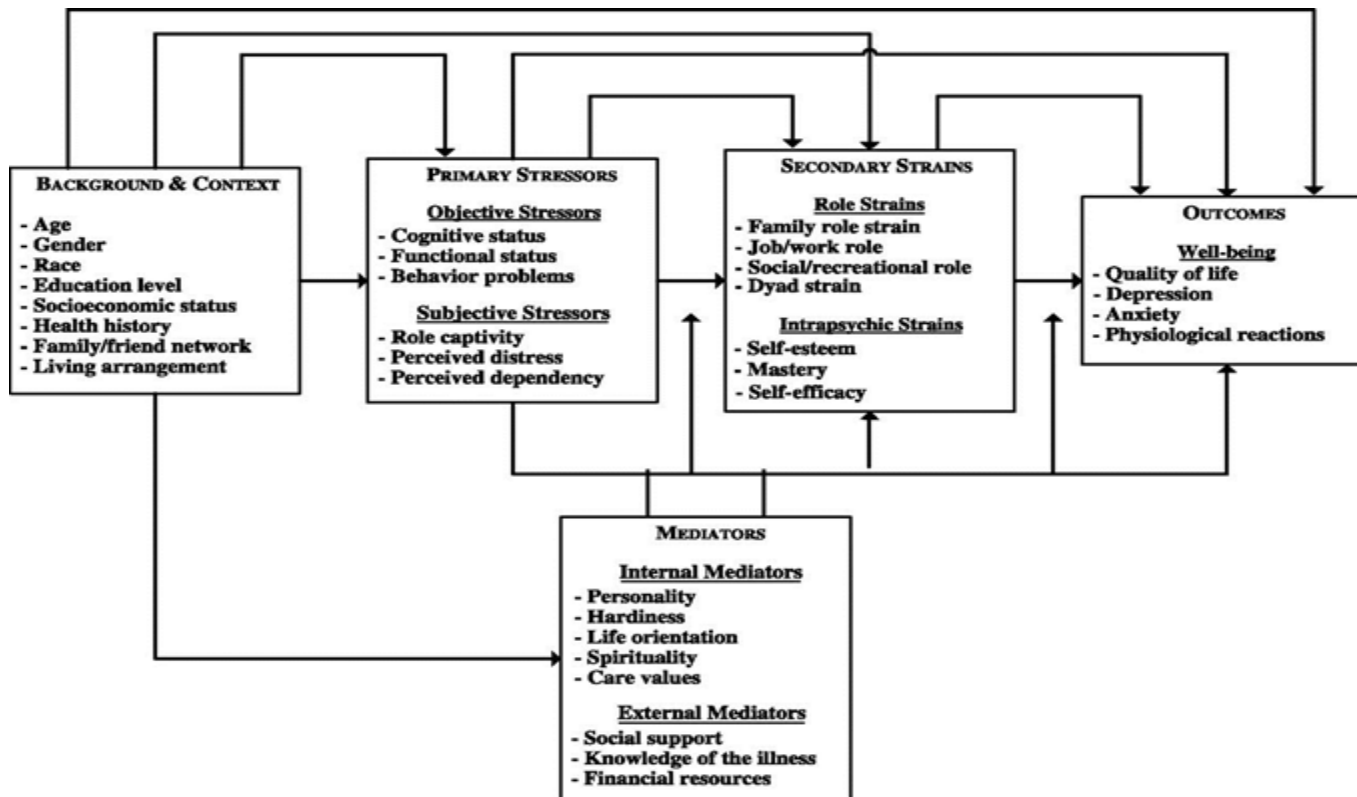 BACKGROUND & CONTEXT
- Age
- Gender
- Race
- Education level
- Socioeconomic status
- Health history
- Family/friend network
- Living arrangement
PRIMARY STRESSORS
Objective Stressors
- Cognitive status
- Functional status
- Behavior problems
Subjective Stressors
- Role captivity
- Perceived distress
- Perceived dependency
SECONDARY STRAINS
Role Strains
- Family role strain
- Job/work role
- Social/recreational role
- Dyad strain
Intrapsychic Strains
- Self-esteem
- Mastery
- Self-efficacy
OUTCOMES
Well-being
- Quality of life
- Depression
- Anxiety
- Physiological reactions
MEDIATORS
Internal Mediators
- Personality
- Hardiness
- Life orientation
- Spirituality
- Care values
External Mediators
- Social support
- Knowledge of the illness
- Financial resources